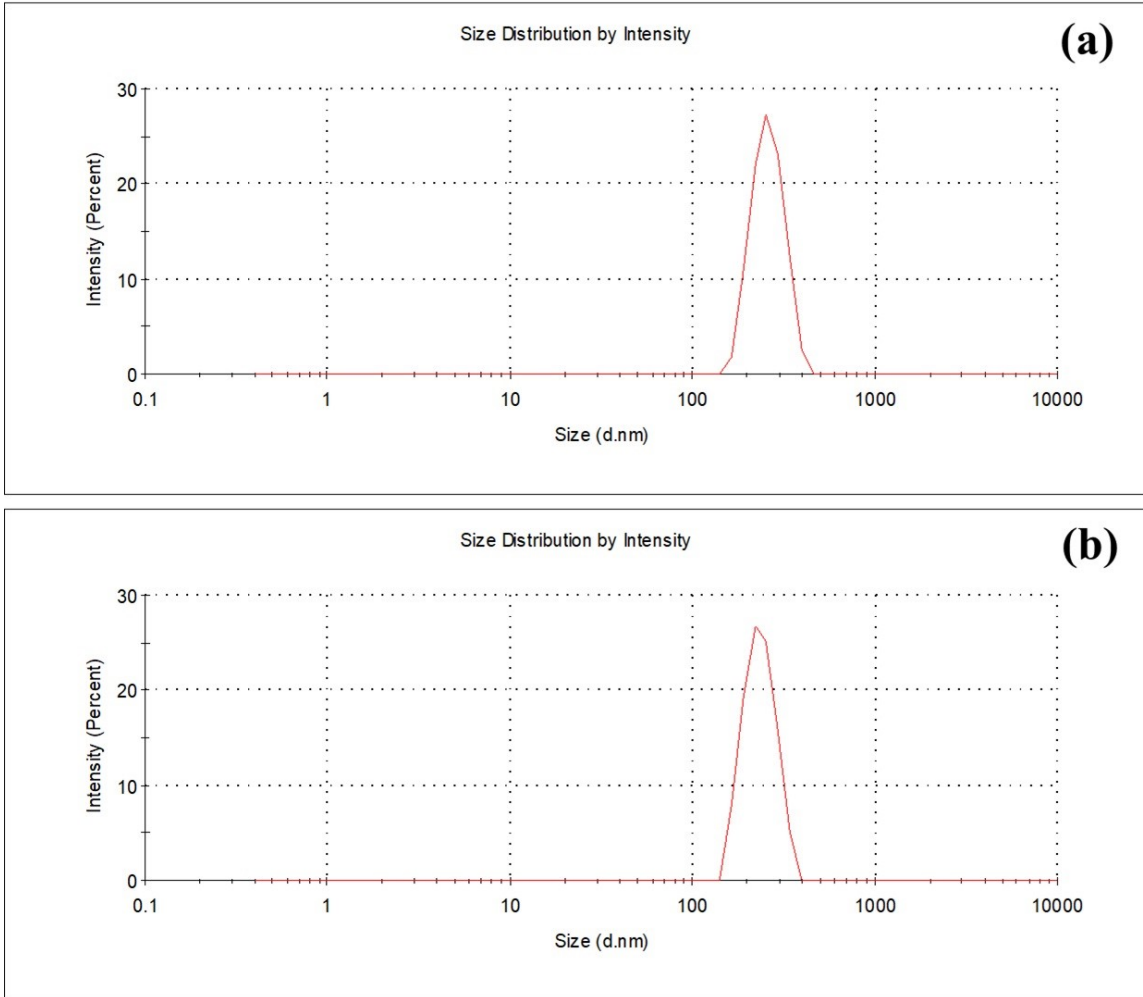 Size Distribution by Intensity
(a)
Intensity (Percent)
30
20
10
0
0.1 1 10 100 1000 10000
Size (d.nm)
Size Distribution by Intensity
(b)
Intensity (Percent)
30
20
10
0
0.1 1 10 100 1000 10000
Size (d.nm)